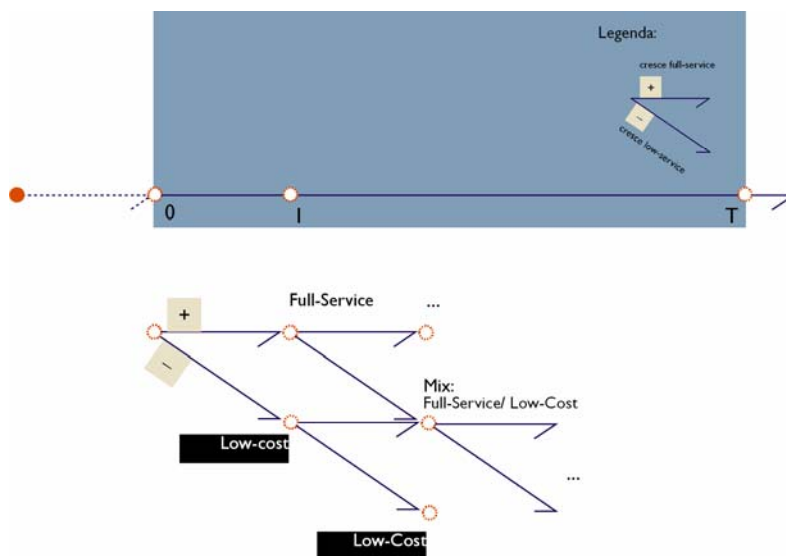 Legenda:
cresce full-service
+
–
cresce low-service
0
I
T
Full-Service
...
+
–
Mix:
Full-Service/ Low-Cost
Low-cost
...
Low-Cost